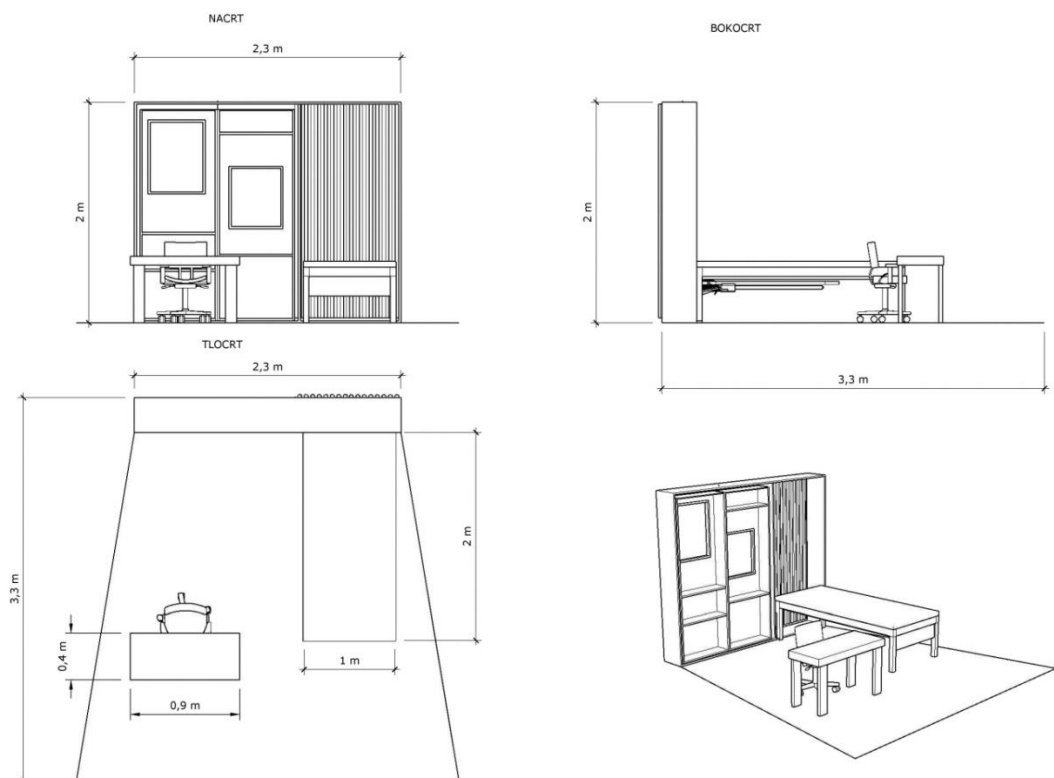 NACRT
2,3 m
2 m
BOKOCRT
2 m
3,3 m
TLOCRT
2,3 m
3,3 m
2 m
0,4 m
0,9 m
1 m